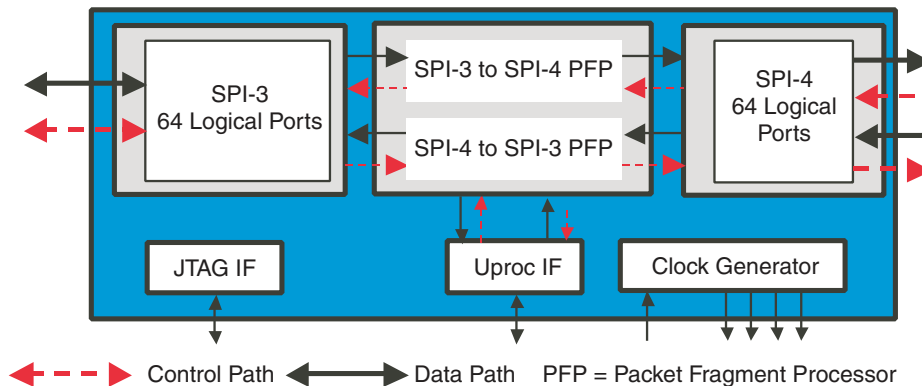 SPI-3
64 Logical Ports
SPI-3 to SPI-4 PFP
SPI-4 to SPI-3 PFP
SPI-4
64 Logical
Ports
JTAG IF
Uproc IF
Clock Generator
Control Path
Data Path
PFP = Packet Fragment Processor